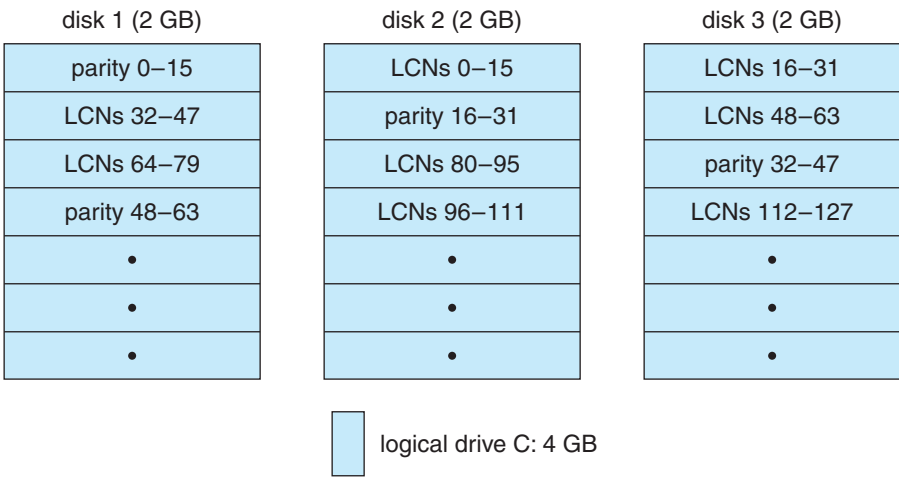 disk 1 (2 GB)
disk 2 (2 GB)
disk 3 (2 GB)
parity 0–15
LCNs 0–15
LCNs 16–31
LCNs 32–47
parity 16–31
LCNs 48–63
LCNs 64–79
LCNs 80–95
parity 32–47
parity 48–63
LCNs 96–111
LCNs 112–127
logical drive C: 4 GB